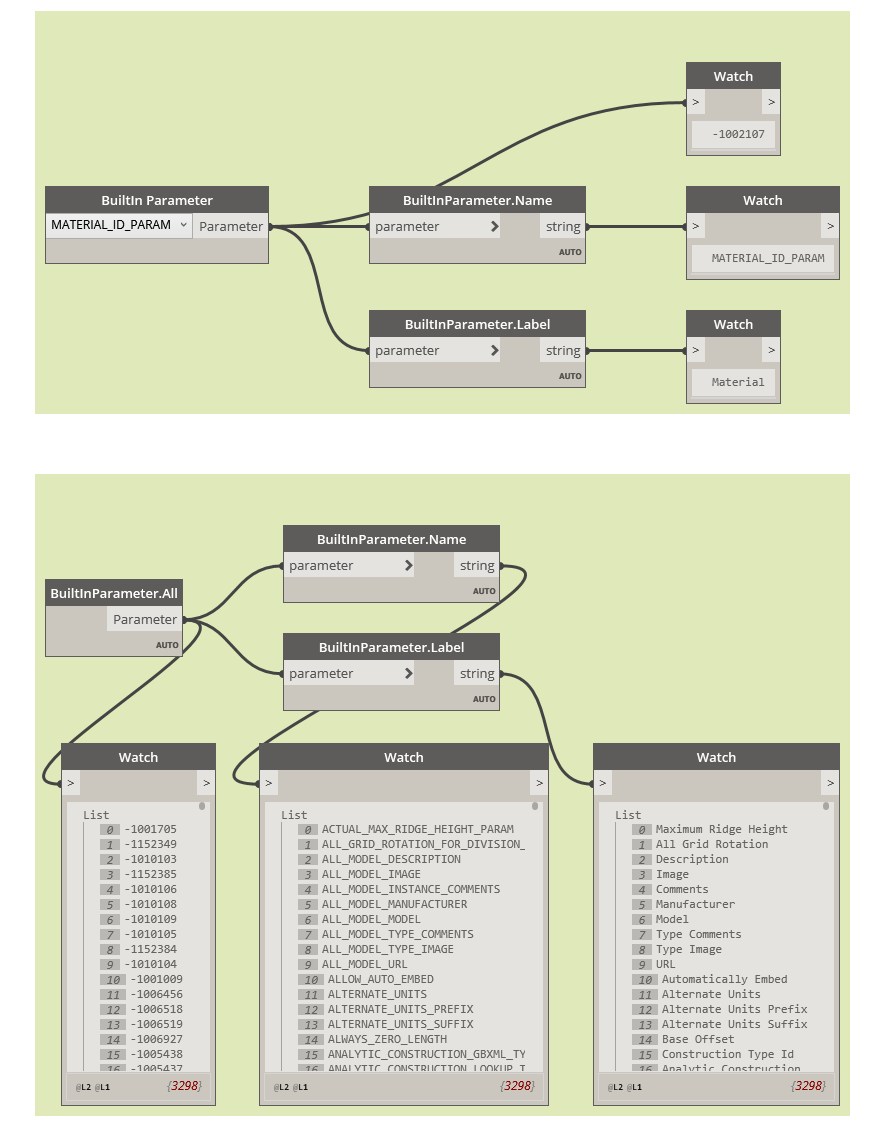 Watch
> >
-1002107
BuiltIn Parameter
MATERIAL_ID_PARAM Parameter
BuiltInParameter.Name
parameter string
AUTO
Watch
> >
MATERIAL_ID_PARAM
BuiltInParameter.Label
parameter string
AUTO
Watch
> >
Material
BuiltInParameter.Name
parameter string
AUTO
BuiltInParameter.All
Parameter
AUTO
BuiltInParameter.Label
parameter string
AUTO
Watch
> >
List
0 -1001705
1 -1152349
2 -1010103
3 -1152385
4 -1010106
5 -1010108
6 -1010109
7 -1010105
8 -1152384
9 -1010104
10 -1001009
11 -1006456
12 -1006518
13 -1006519
14 -1006927
15 -1005438
16 -1005437
@L2 @L1 {3298}
Watch
> >
List
0 ACTUAL_MAX_RIDGE_HEIGHT_PARAM
1 ALL_GRID_ROTATION_FOR_DIVISION_
2 ALL_MODEL_DESCRIPTION
3 ALL_MODEL_IMAGE
4 ALL_MODEL_INSTANCE_COMMENTS
5 ALL_MODEL_MANUFACTURER
6 ALL_MODEL_MODEL
7 ALL_MODEL_TYPE_COMMENTS
8 ALL_MODEL_TYPE_IMAGE
9 ALL_MODEL_URL
10 ALLOW_AUTO_EMBED
11 ALTERNATE_UNITS
12 ALTERNATE_UNITS_PREFIX
13 ALTERNATE_UNITS_SUFFIX
14 ALWAYS_ZERO_LENGTH
15 ANALYTIC_CONSTRUCTION_GBXML_TY
16 ANALYTIC_CONSTRUCTION_LOOKUP_T
@L2 @L1 {3298}
Watch
> >
List
0 Maximum Ridge Height
1 All Grid Rotation
2 Description
3 Image
4 Comments
5 Manufacturer
6 Model
7 Type Comments
8 Type Image
9 URL
10 Automatically Embed
11 Alternate Units
12 Alternate Units Prefix
13 Alternate Units Suffix
14 Base Offset
15 Construction Type Id
16 Analytic Construction
@L2 @L1 {3298}